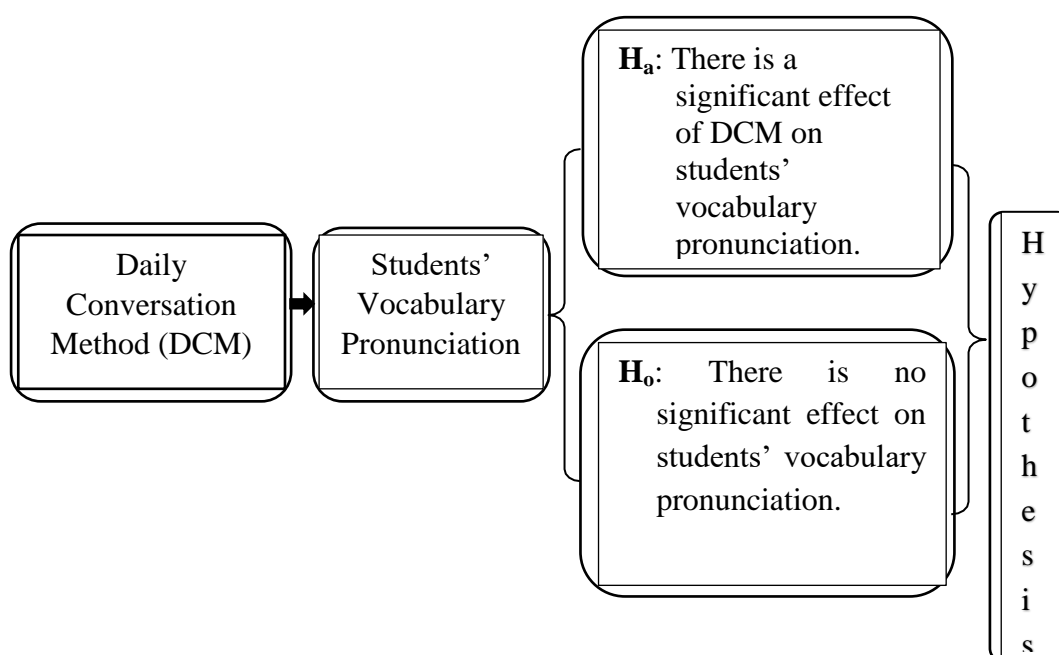 Daily
Conversation
Method (DCM)
Students’
Vocabulary
Pronunciation
Ha: There is a
significant effect
of DCM on
students’
vocabulary
pronunciation.
Ho: There is no
significant effect on
students’ vocabulary
pronunciation.
H
y
p
o
t
h
e
s
i
s